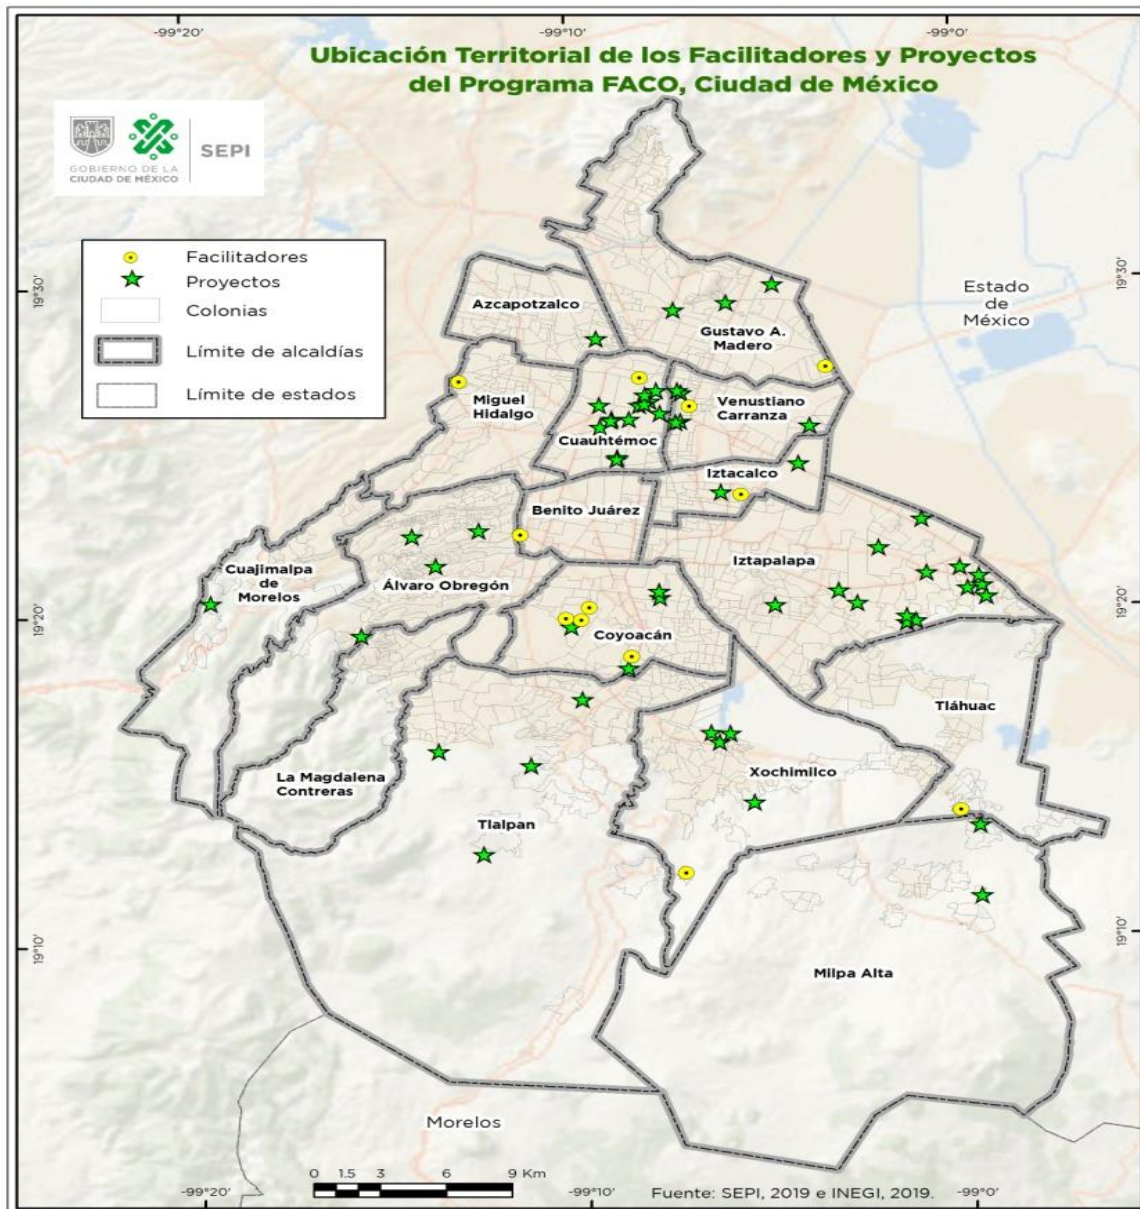 -99°20'
-99°10'
-99°0'
Ubicación Territorial de los Facilitadores y Proyectos
del Programa FACO, Ciudad de México
SEPI
GOBIERNO DE LA
CIUDAD DE MÉXICO
Facilitadores
Proyectos
Colonias
Límite de alcaldías
Límite de estados
19°30'
19°30'
Estado
de
México
Azcapotzalco
Gustavo A.
Madero
Miguel
Hidalgo
Venustiano
Carranza
Cuauhtémoc
Iztacalco
Benito Juárez
Iztapalapa
Cuajimalpa
de
Morelos
Álvaro Obregón
19°20'
19°20'
Coyoacán
Tláhuac
La Magdalena
Contreras
Xochimilco
Tlalpan
19°10'
19°10'
Milpa Alta
Morelos
0 1.5 3 6 9 Km
-99°20'
-99°10'
Fuente: SEPI, 2019 e INEGI, 2019.
-99°0'